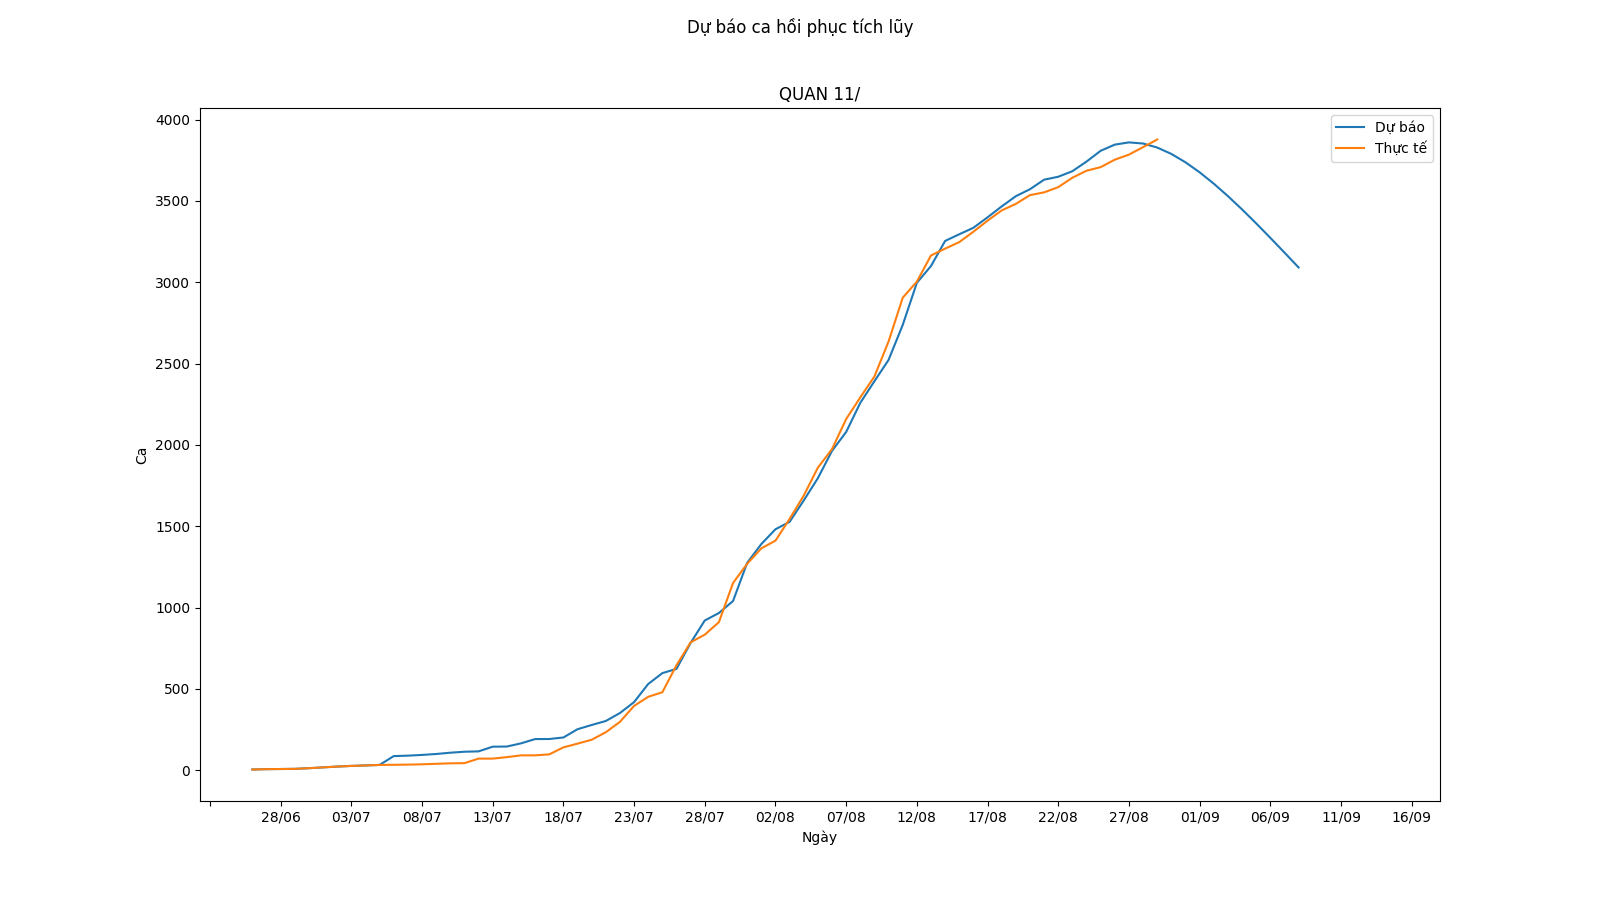 Dự báo ca hồi phục tích lũy
QUAN 11/
Dự báo
Thực tế
4000
3500
3000
2500
2000
1500
1000
500
0
Ca
28/06 03/07 08/07 13/07 18/07 23/07 28/07 02/08 07/08 12/08 17/08 22/08 27/08 01/09 06/09 11/09 16/09
Ngày